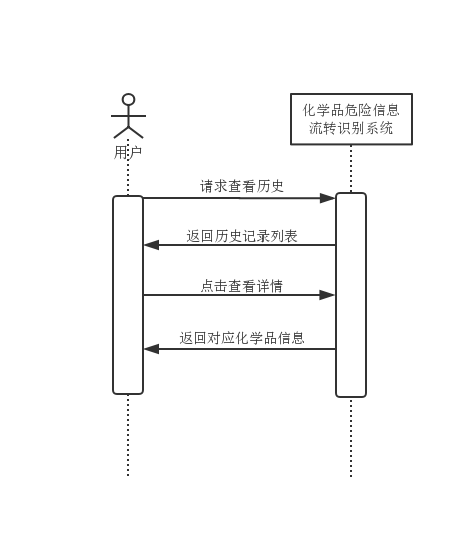 化学品危险信息
流转识别系统
用户
请求查看历史
返回历史记录列表
点击查看详情
返回对应化学品信息